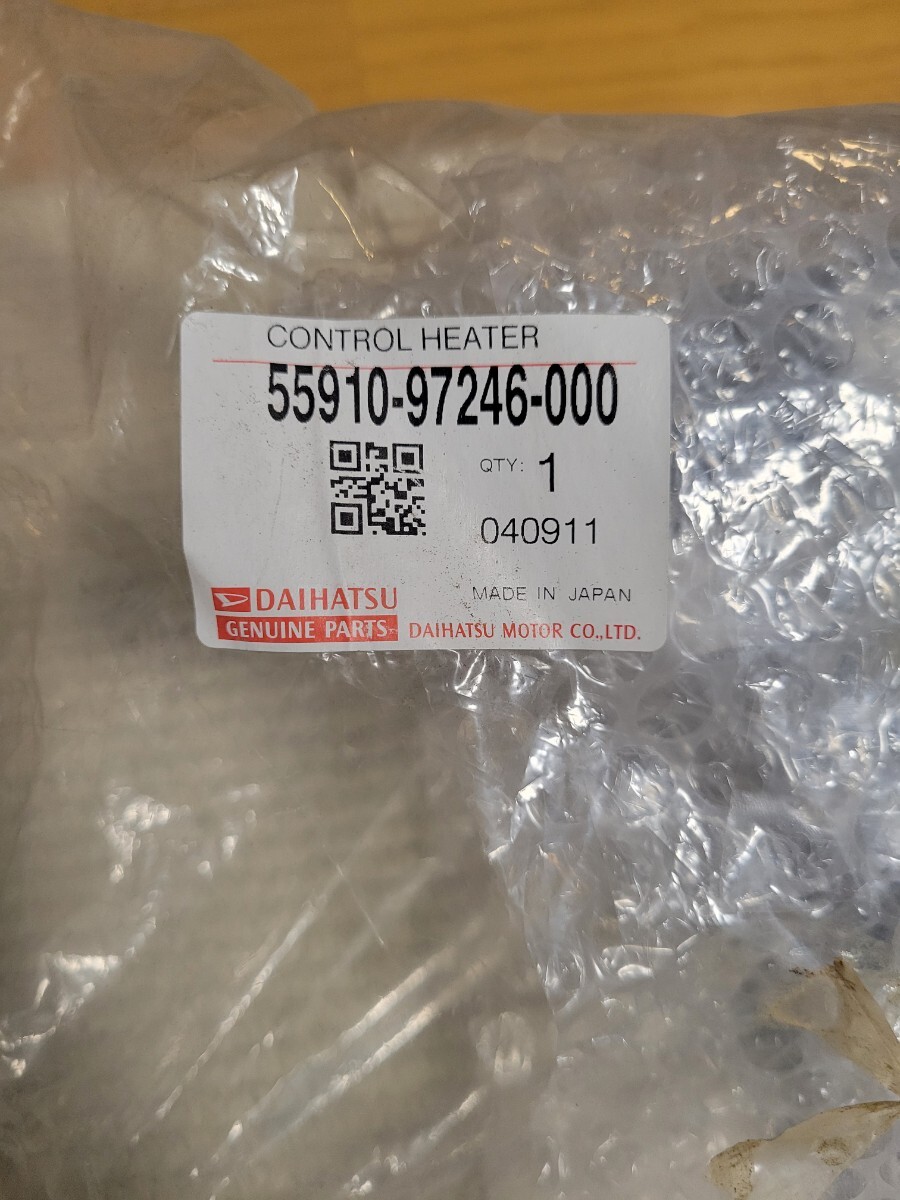 CONTROL HEATER
55910-97246-000
QTY: 1
040911
MADE IN JAPAN
DAIHATSU
GENUINE PARTS
DAIHATSU MOTOR CO.,LTD.